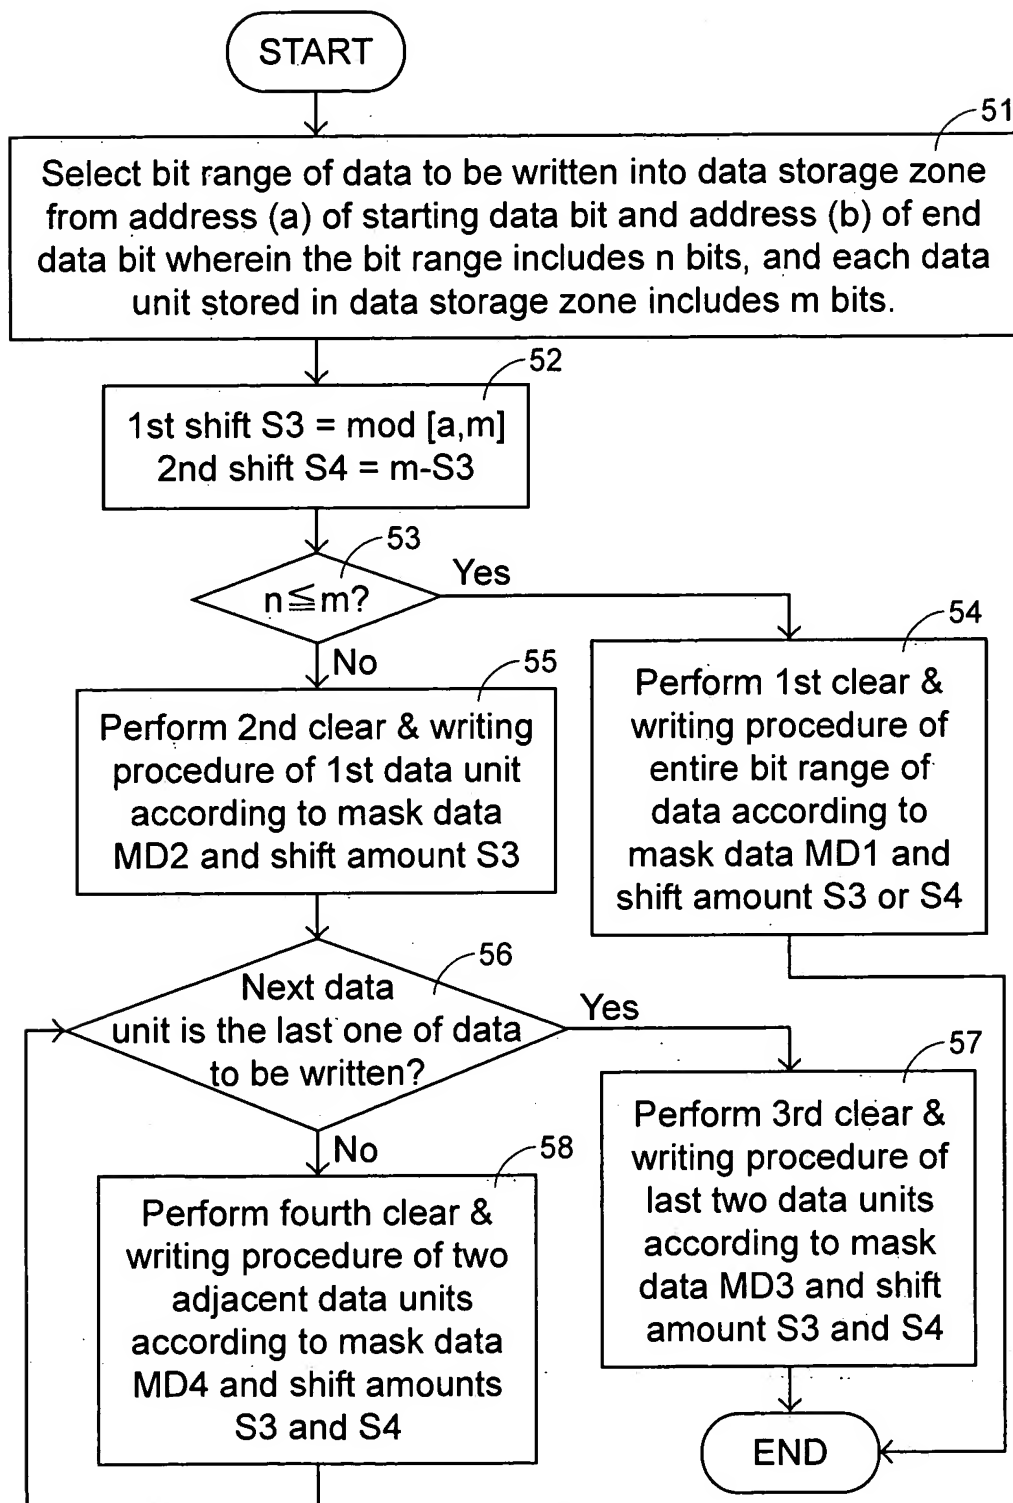 START
51
Select bit range of data to be written into data storage zone
from address (a) of starting data bit and address (b) of end
data bit wherein the bit range includes n bits, and each data
unit stored in data storage zone includes m bits.
52
1st shift S3 = mod [a,m]
2nd shift S4 = m-S3
53
n≦m?
Yes
No
54
Perform 1st clear &
writing procedure of
entire bit range of
data according to
mask data MD1 and
shift amount S3 or S4
55
Perform 2nd clear & writing
procedure of 1st data unit
according to mask data
MD2 and shift amount S3
56
Next data
unit is the last one of data
to be written?
Yes
No
57
Perform 3rd clear &
writing procedure of
last two data units
according to mask
data MD3 and shift
amount S3 and S4
58
Perform fourth clear &
writing procedure of two
adjacent data units
according to mask data
MD4 and shift amounts
S3 and S4
END